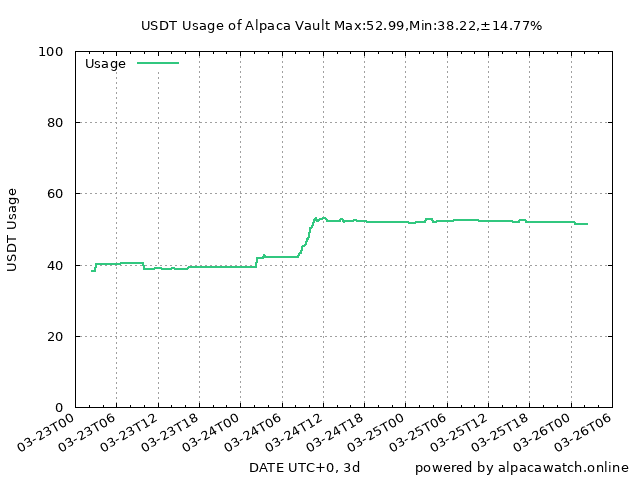 USDT Usage of Alpaca Vault Max:52.99,Min:38.22,±14.77%
100
Usage
80
60
USDT Usage
40
20
0
03-23T00 03-23T06 03-23T12 03-23T18 03-24T00 03-24T06 03-24T12 03-24T18 03-25T00 03-25T06 03-25T12 03-25T18 03-26T00 03-26T06
DATE UTC+0, 3d powered by alpacawatch.online